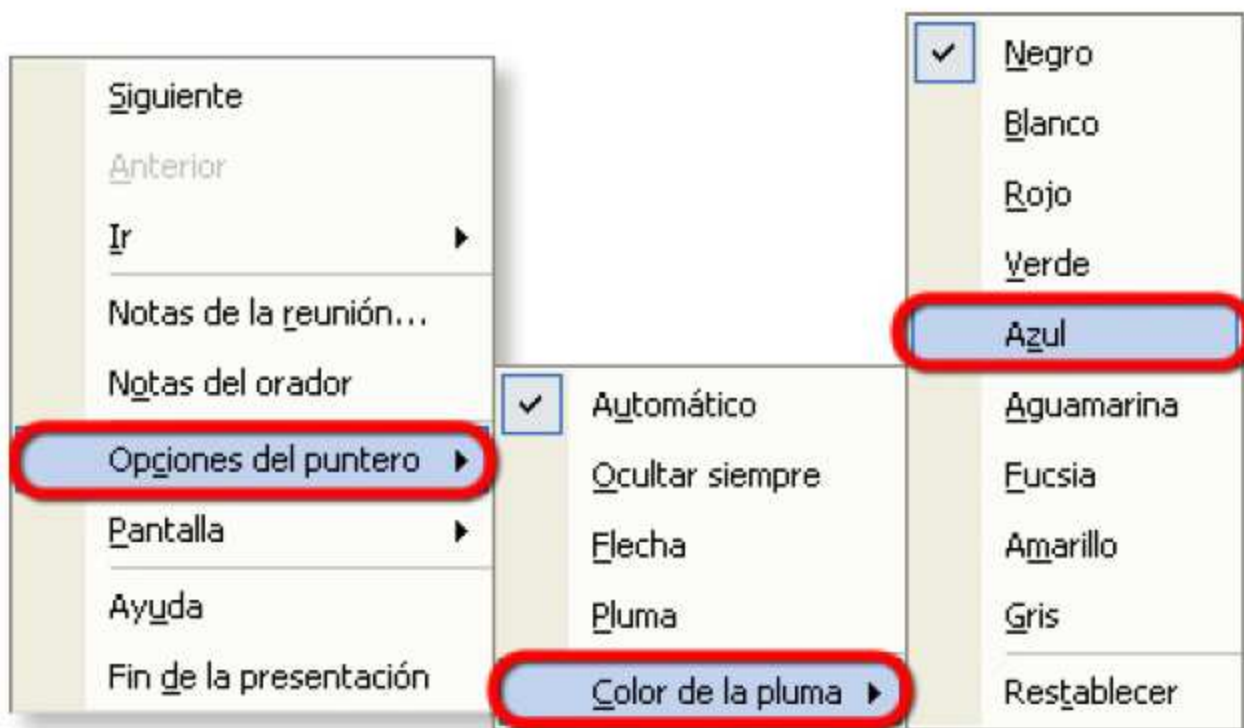 Siguiente
Anterior
Ir
Notas de la reunión...
Notas del orador
Opciones del puntero
Pantalla
Ayuda
Fin de la presentación
Automático
Ocultar siempre
Flecha
Pluma
Color de la pluma
Negro
Blanco
Rojo
Verde
Azul
Aguamarina
Fucsia
Amarillo
Gris
Restablecer